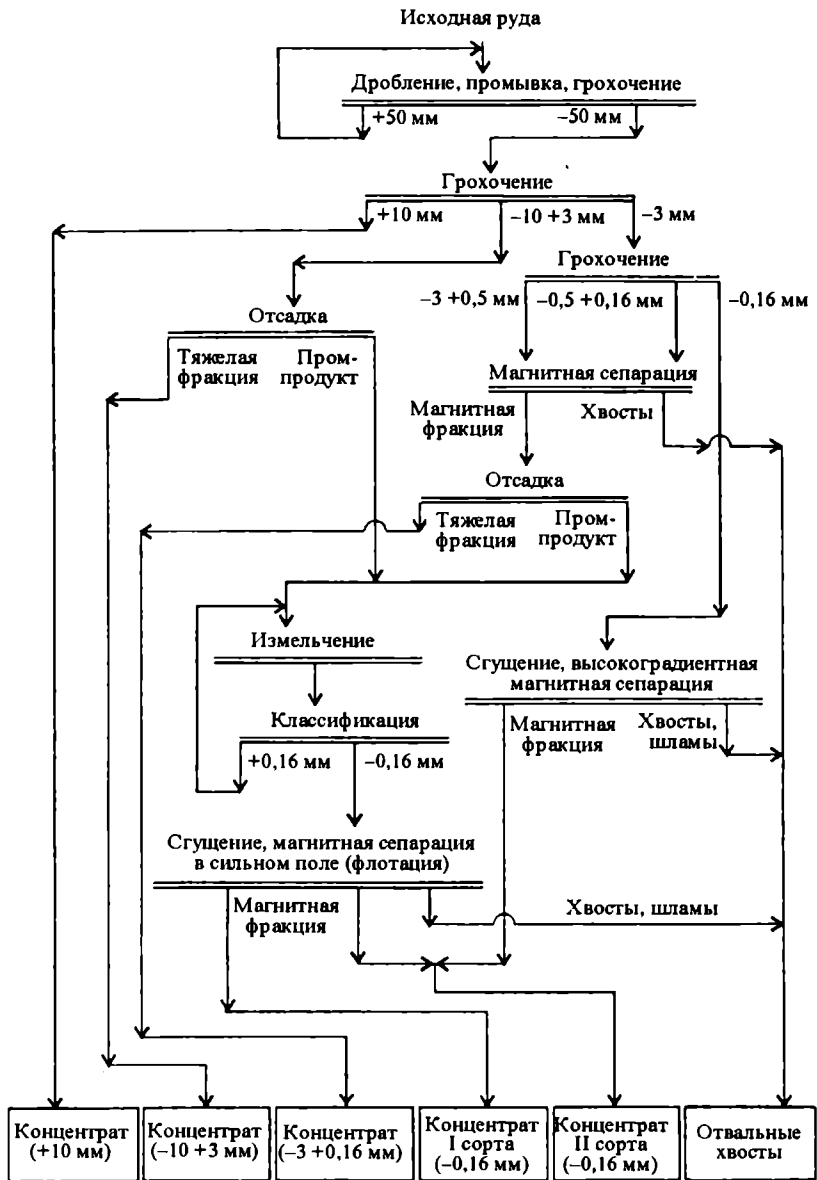 Исходная руда
Дробление, промывка, грохочение
+50 мм
–50 мм
Грохочение
+10 мм
–10 +3 мм
–3 мм
Грохочение
–3 +0,5 мм
–0,5 +0,16 мм
–0,16 мм
Отсадка
Тяжелая
фракция
Пром-
продукт
Магнитная сепарация
Магнитная
фракция
Хвосты
Отсадка
Тяжелая
фракция
Пром-
продукт
Измельчение
Сгущение, высокоградиентная
магнитная сепарация
Классификация
Магнитная
фракция
Хвосты,
шламы
+0,16 мм
–0,16 мм
Сгущение, магнитная сепарация
в сильном поле (флотация)
Магнитная
фракция
Хвосты, шламы
Концентрат
(+10 мм)
Концентрат
(–10 +3 мм)
Концентрат
(–3 +0,16 мм)
Концентрат
I сорта
(–0,16 мм)
Концентрат
II сорта
(–0,16 мм)
Отвальные
хвосты